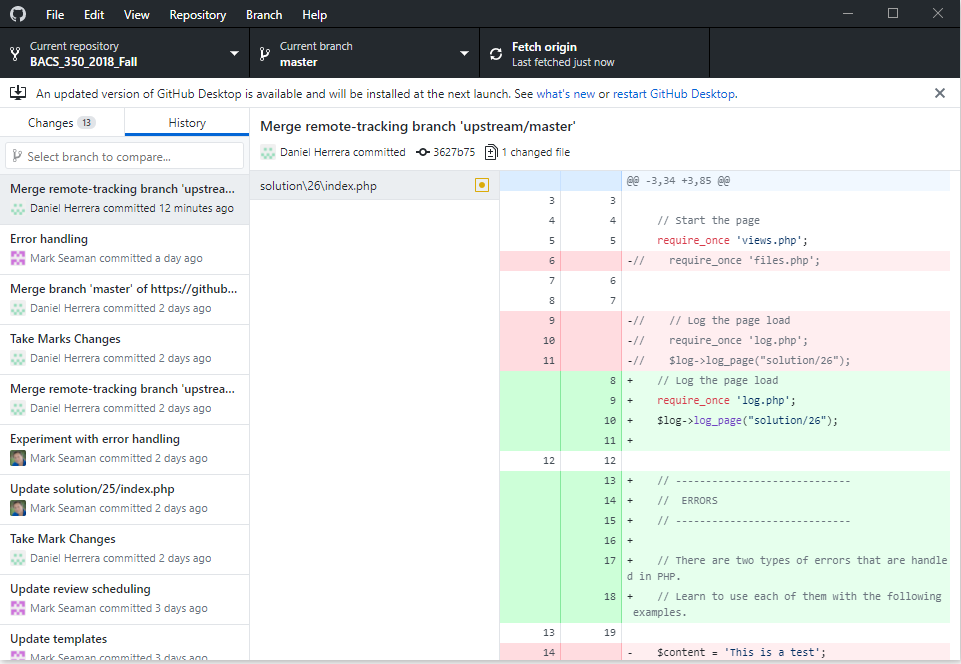 File Edit View Repository Branch Help
Current repository
BACS_350_2018_Fall
Current branch
master
Fetch origin
Last fetched just now
An updated version of GitHub Desktop is available and will be installed at the next launch. See what's new or restart GitHub Desktop.
Changes 13
History
Select branch to compare...
Merge remote-tracking branch 'upstrea...
Daniel Herrera committed 12 minutes ago
Error handling
Mark Seaman committed a day ago
Merge branch 'master' of https://github...
Daniel Herrera committed 2 days ago
Take Marks Changes
Daniel Herrera committed 2 days ago
Merge remote-tracking branch 'upstrea...
Daniel Herrera committed 2 days ago
Experiment with error handling
Mark Seaman committed 2 days ago
Update solution/25/index.php
Mark Seaman committed 2 days ago
Take Mark Changes
Daniel Herrera committed 2 days ago
Update review scheduling
Mark Seaman committed 3 days ago
Update templates
Mark Seaman committed 3 days ago
Merge remote-tracking branch 'upstream/master'
Daniel Herrera committed 3627b75 1 changed file
solution\26\index.php
@@ -3,34 +3,85 @@
3 3
4 4 // Start the page
5 5 require_once 'views.php';
6 -// require_once 'files.php';
7 6
8 7
9 -// // Log the page load
10 -// require_once 'log.php';
11 -// $log->log_page("solution/26");
8 + // Log the page load
9 + require_once 'log.php';
10 + $log->log_page("solution/26");
11 +
12 12
13 + // ----------------------------
14 + // ERRORS
15 + // ----------------------------
16 +
17 + // There are two types of errors that are handle
d in PHP.
18 + // Learn to use each of them with the following
examples.
13 19
14 - $content = 'This is a test';